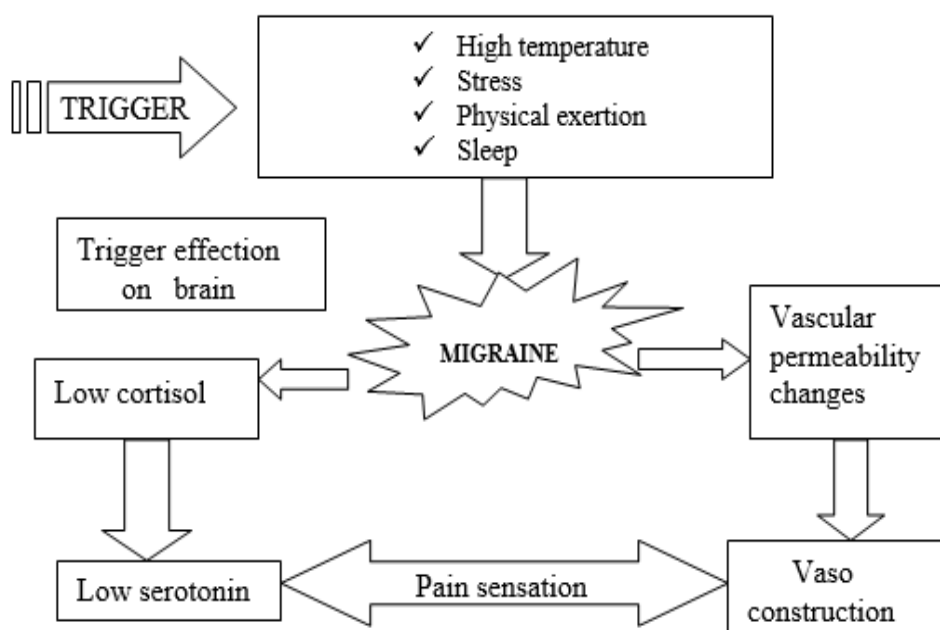 TRIGGER
✓ High temperature
✓ Stress
✓ Physical exertion
✓ Sleep
Trigger effection
on brain
MIGRAINE
Vascular
permeability
changes
Low cortisol
Low serotonin
Pain sensation
Vaso
construction